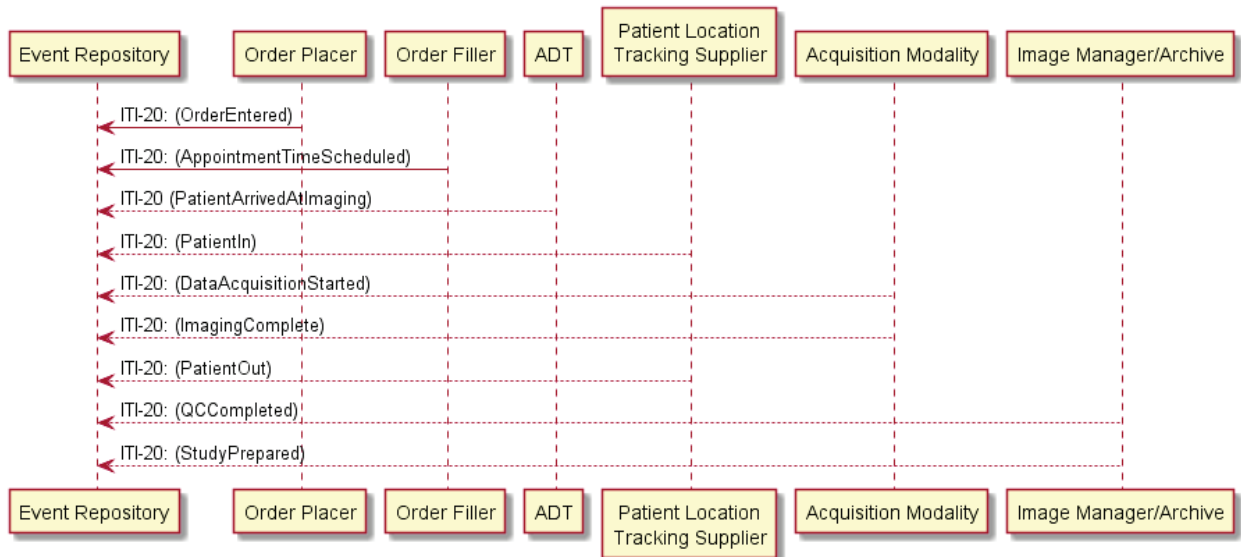 Event Repository
Order Placer
Order Filler
ADT
Patient Location
Tracking Supplier
Acquisition Modality
Image Manager/Archive
ITI-20: (OrderEntered)
ITI-20: (AppointmentTimeScheduled)
ITI-20 (PatientArrivedAtImaging)
ITI-20: (PatientIn)
ITI-20: (DataAcquisitionStarted)
ITI-20: (ImagingComplete)
ITI-20: (PatientOut)
ITI-20: (QCCompleted)
ITI-20: (StudyPrepared)
Event Repository
Order Placer
Order Filler
ADT
Patient Location
Tracking Supplier
Acquisition Modality
Image Manager/Archive